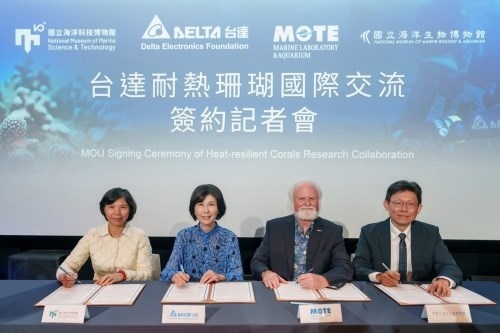 國立海洋科技博物館
National Museum of Marine
Science & Technology
DELTA 台達
Delta Electronics Foundation
MOTE
MARINE LABORATORY
& AQUARIUM
國立海洋生物博物館
NATIONAL MUSEUM OF MARINE BIOLOGY & AQUARIUM
台達耐熱珊瑚國際交流
簽約記者會
MOU Signing Ceremony of Heat-resilient Corals Research Collaboration
MOTE